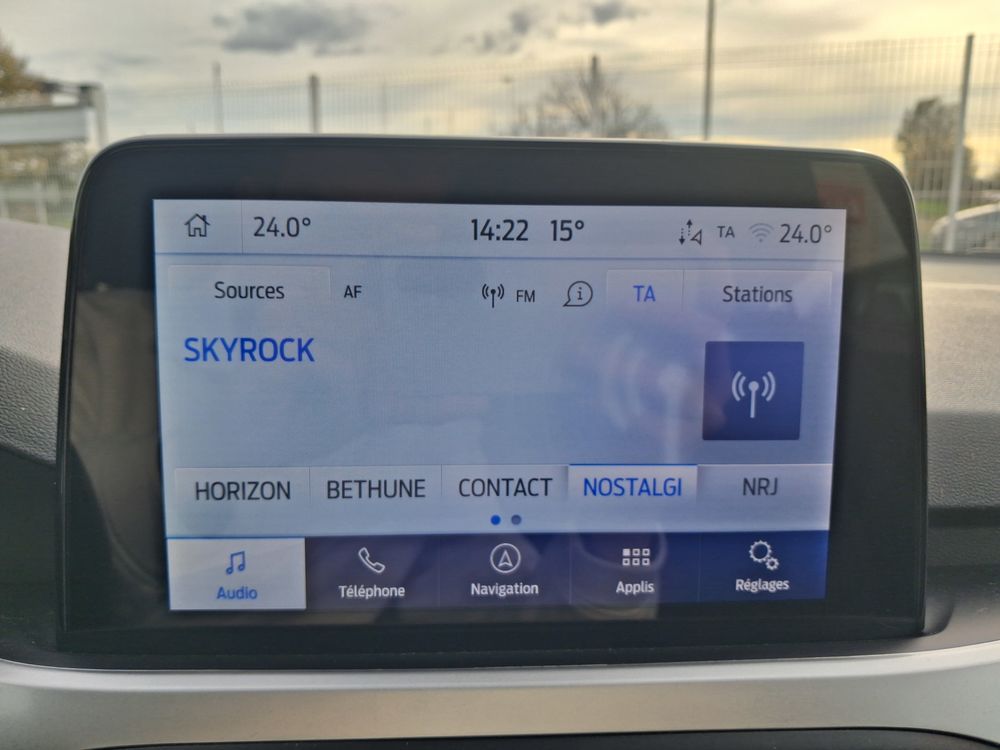 24.0° 14:22 15° TA 24.0°
Sources AF FM TA Stations
SKYROCK
HORIZON BETHUNE CONTACT NOSTALGI NRJ
Audio Téléphone Navigation Applis Réglages